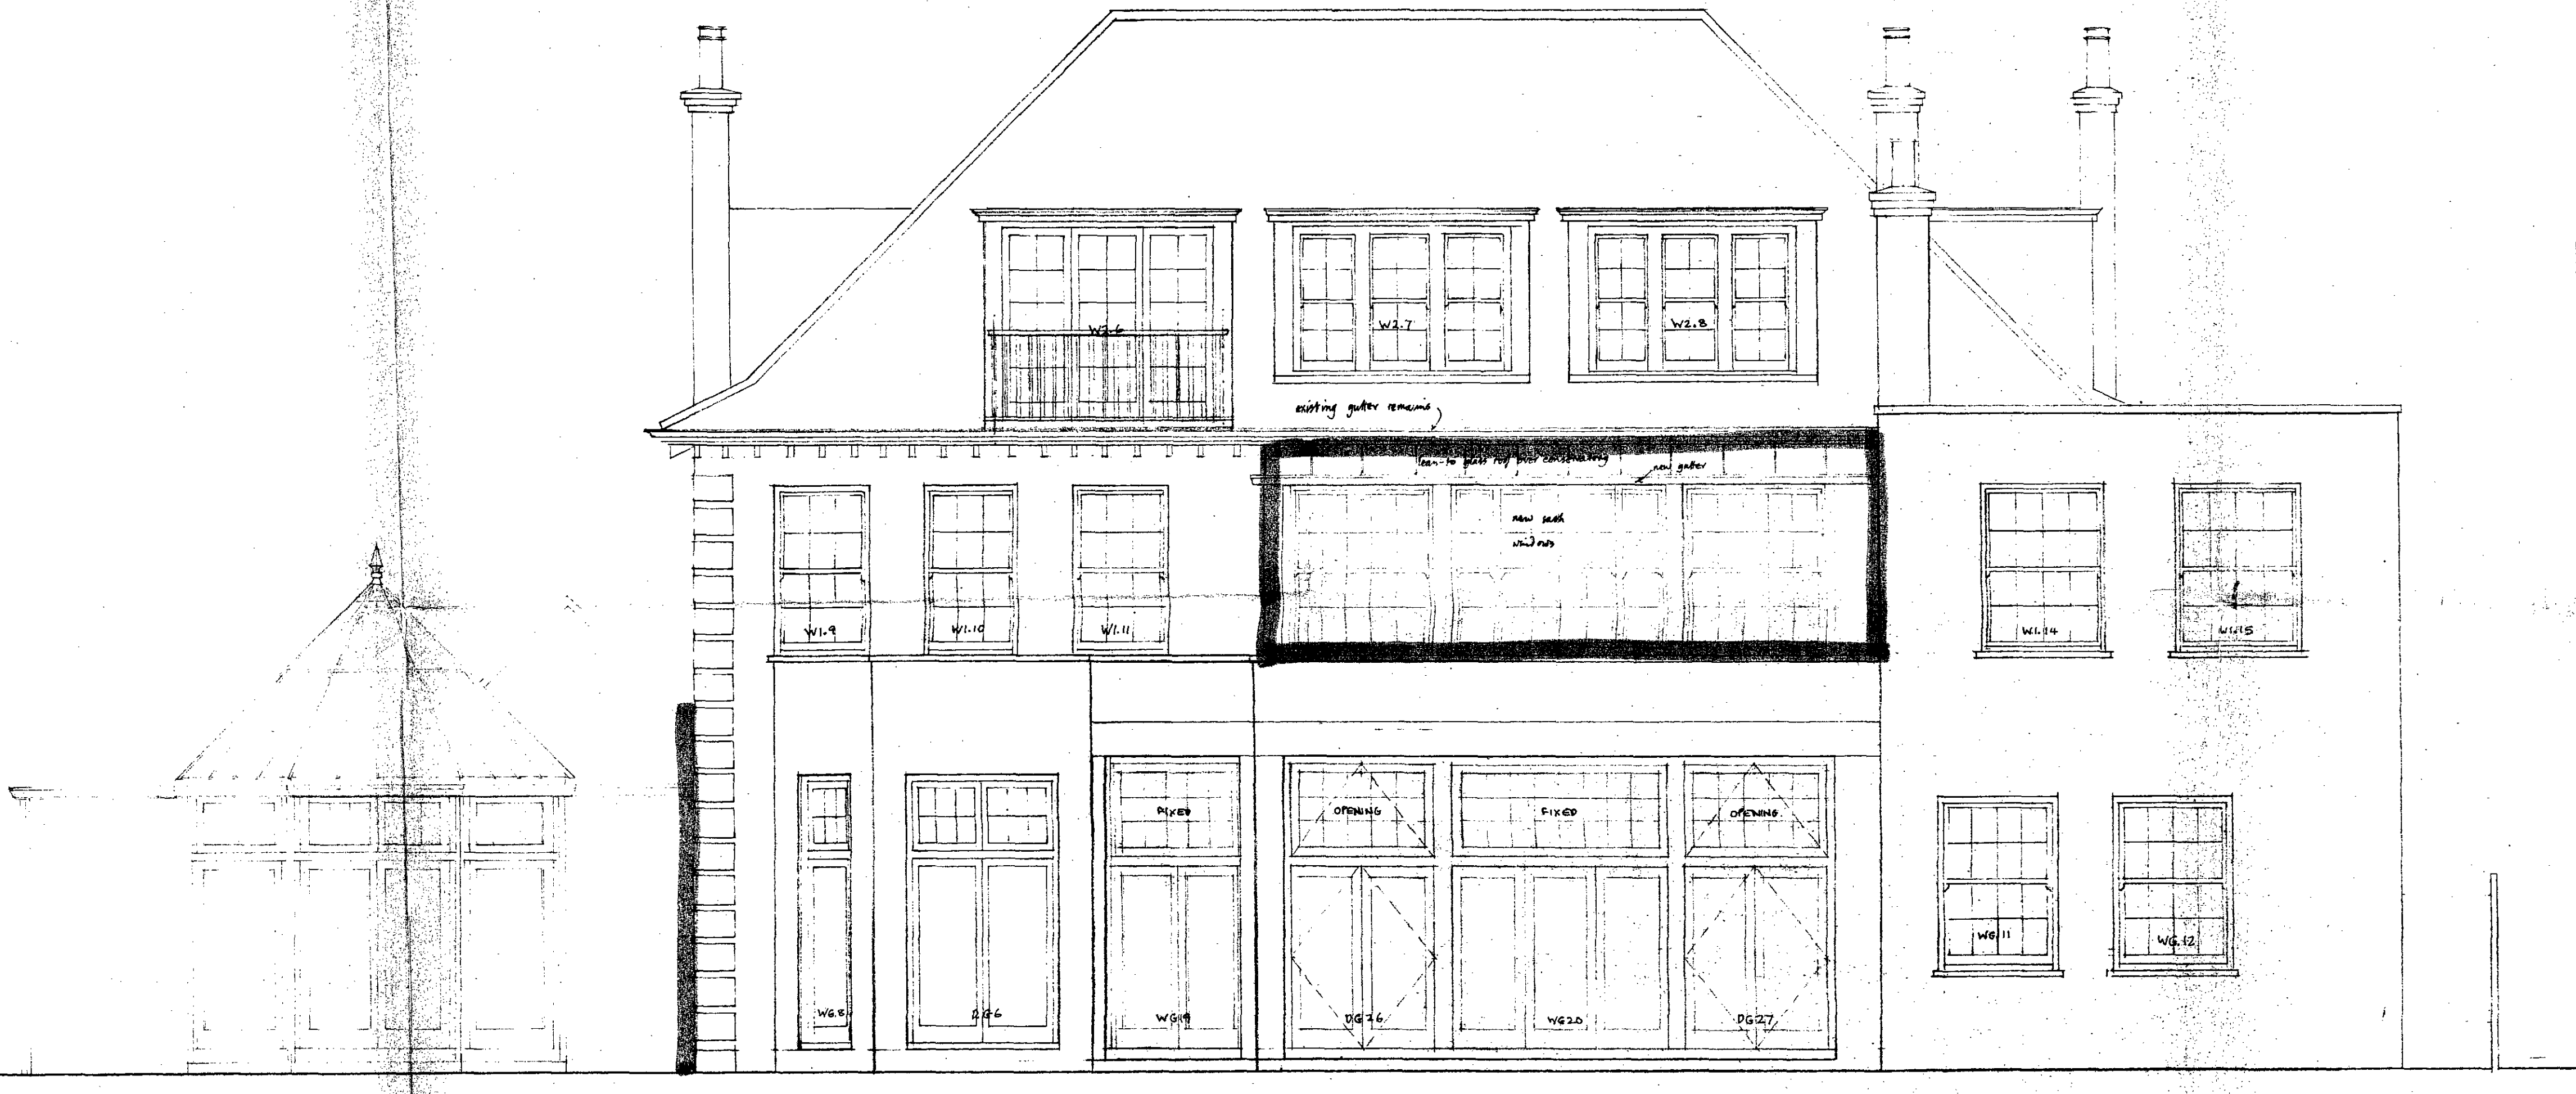 W2.6
W2.7
W2.8
existing gutter remains
lean-to glass roof over conservatory
new gutter
new sash
windows
W1.9
W1.10
W1.11
W1.14
W1.15
FIXED
OPENING
FIXED
OPENING
WG.11
WG.12
WG.8
DG6
WG19
DG26
WG20
DG27